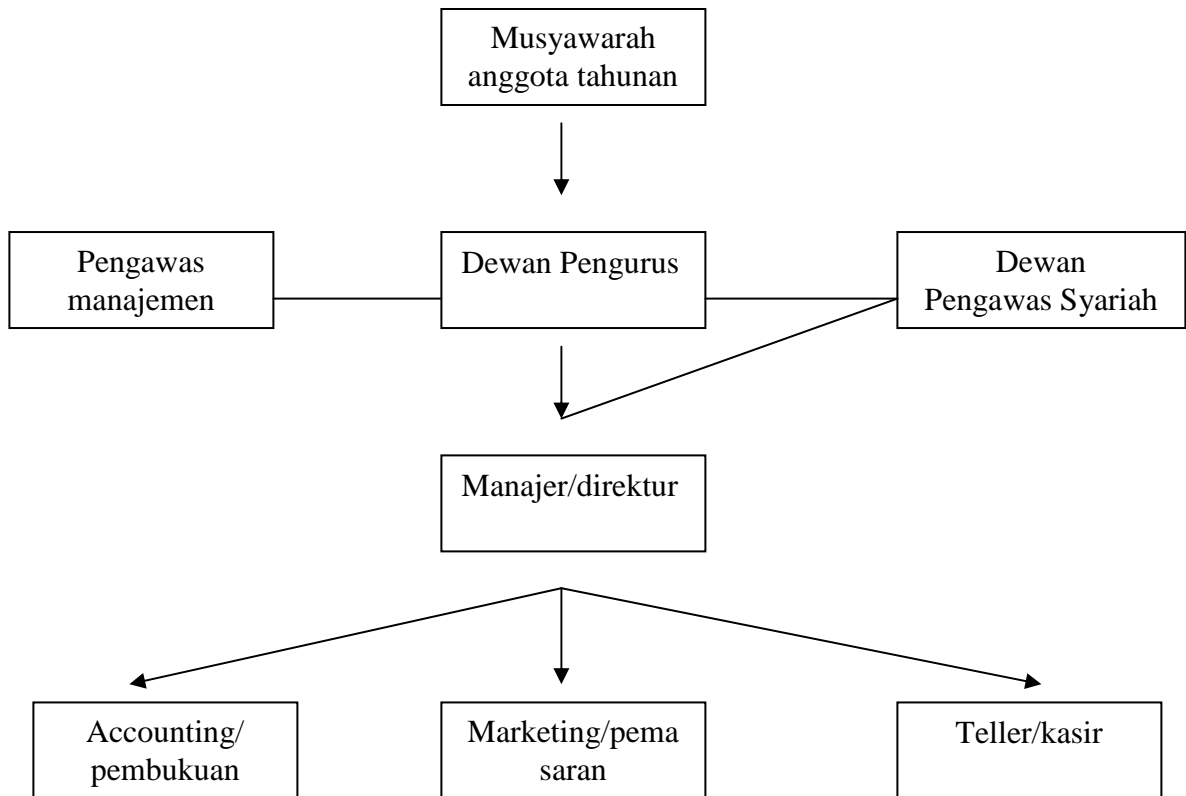 Musyawarah
anggota tahunan
Pengawas
manajemen
Dewan Pengurus
Dewan
Pengawas Syariah
Manajer/direktur
Accounting/
pembukuan
Marketing/pema
saran
Teller/kasir